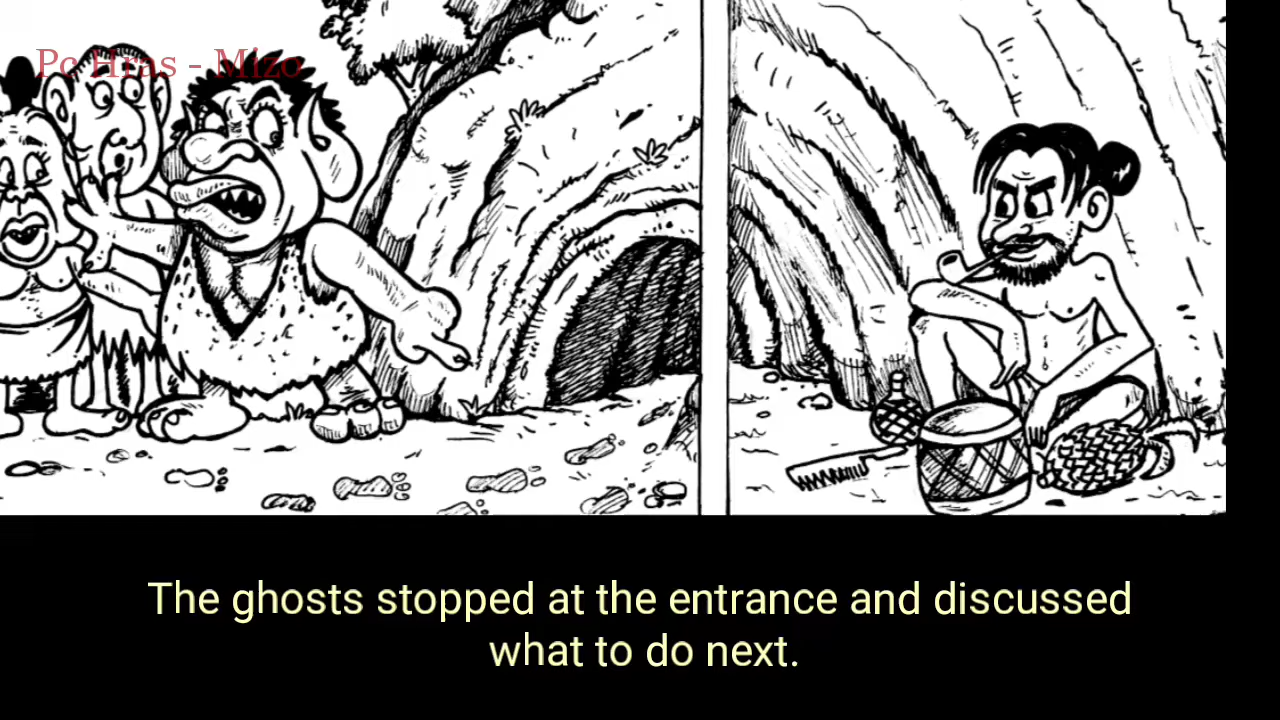 Pc Hras - Mizo
The ghosts stopped at the entrance and discussed
what to do next.